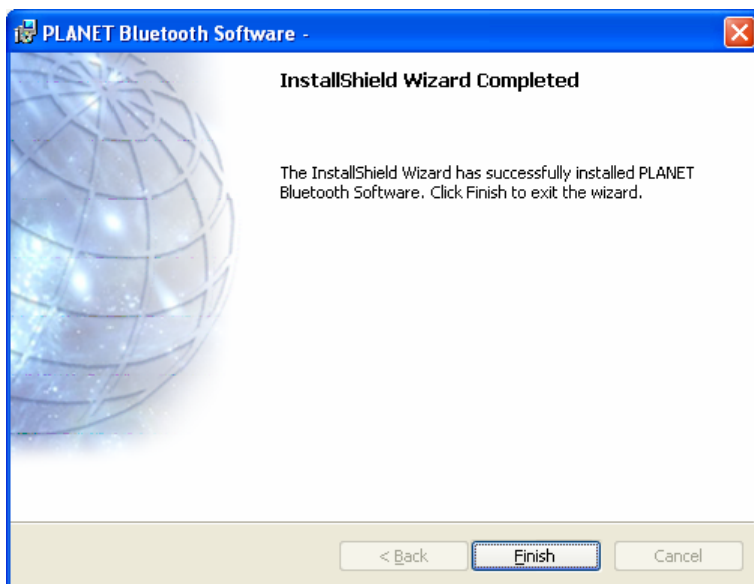 PLANET Bluetooth Software -
InstallShield Wizard Completed
The InstallShield Wizard has successfully installed PLANET
Bluetooth Software. Click Finish to exit the wizard.
< Back
Finish
Cancel